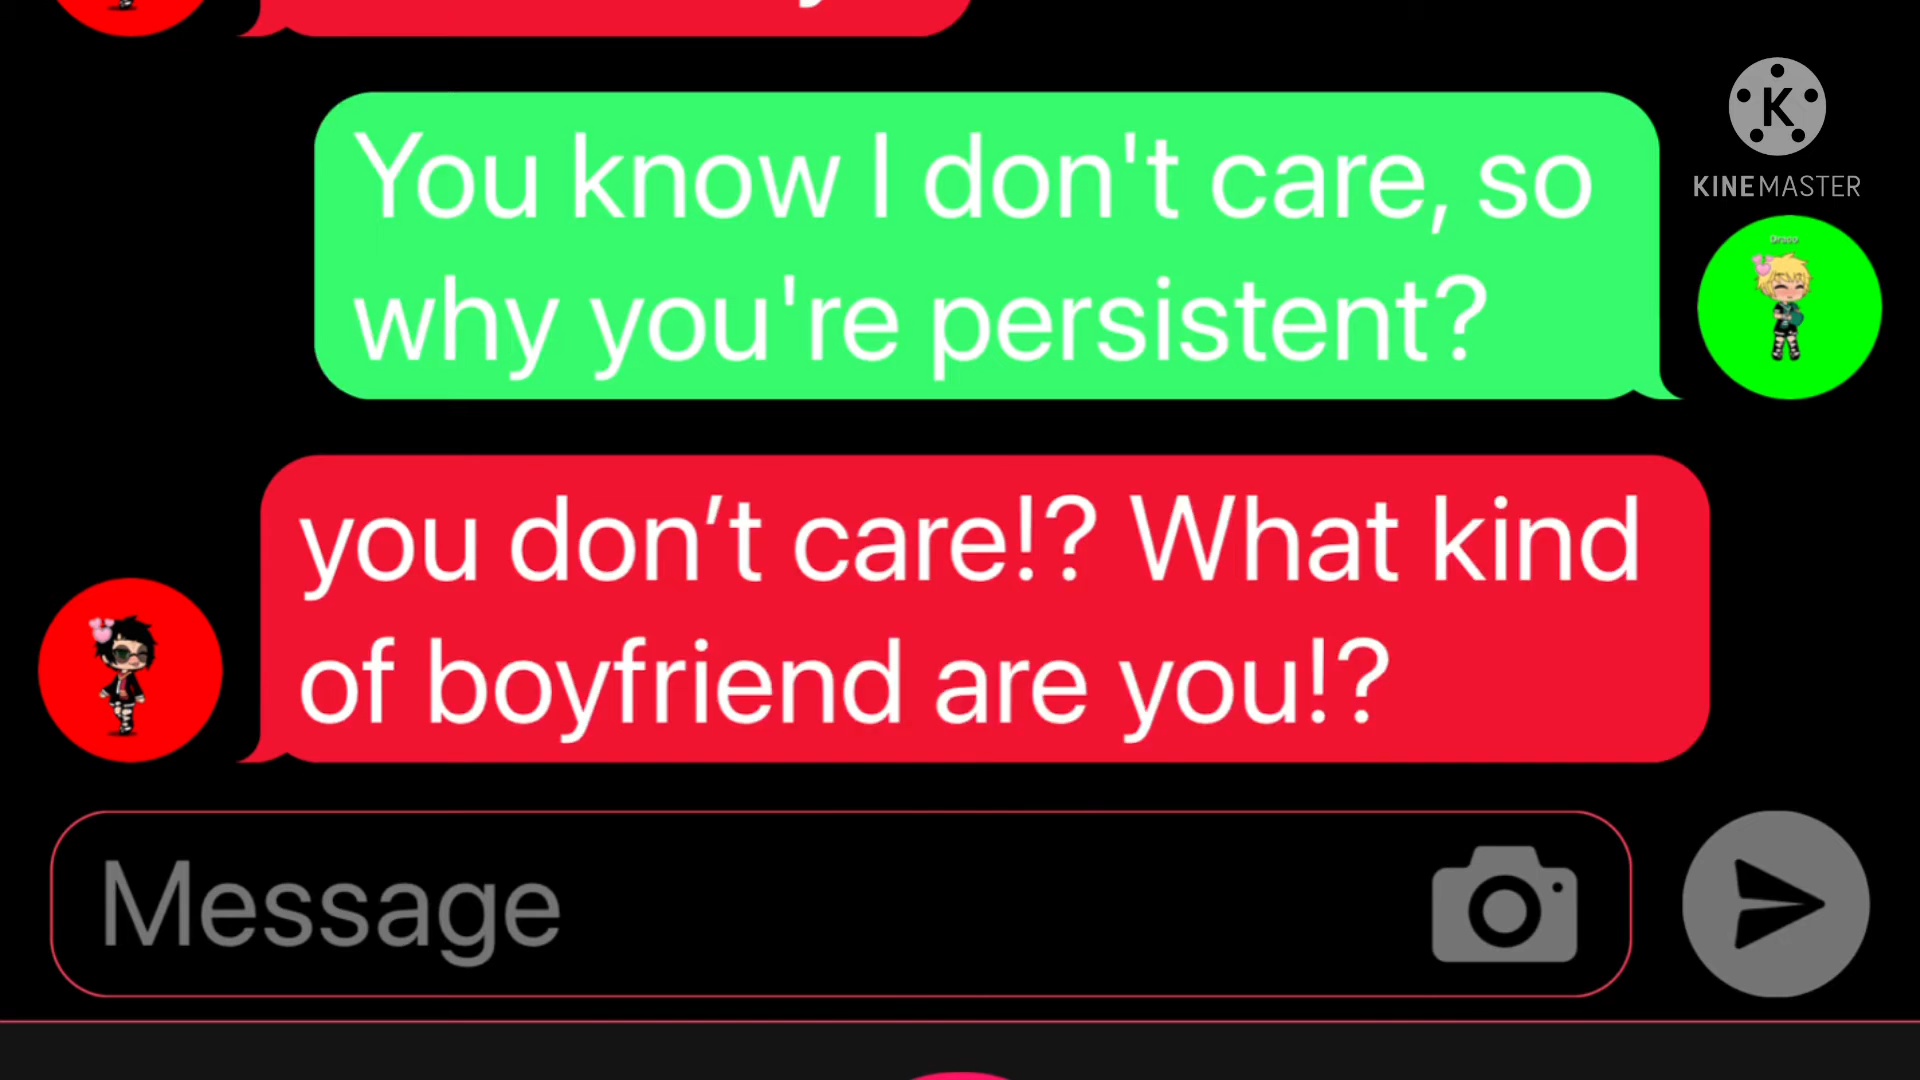 KINEMASTER
You know I don't care, so
why you're persistent?
you don’t care!? What kind
of boyfriend are you!?
Message